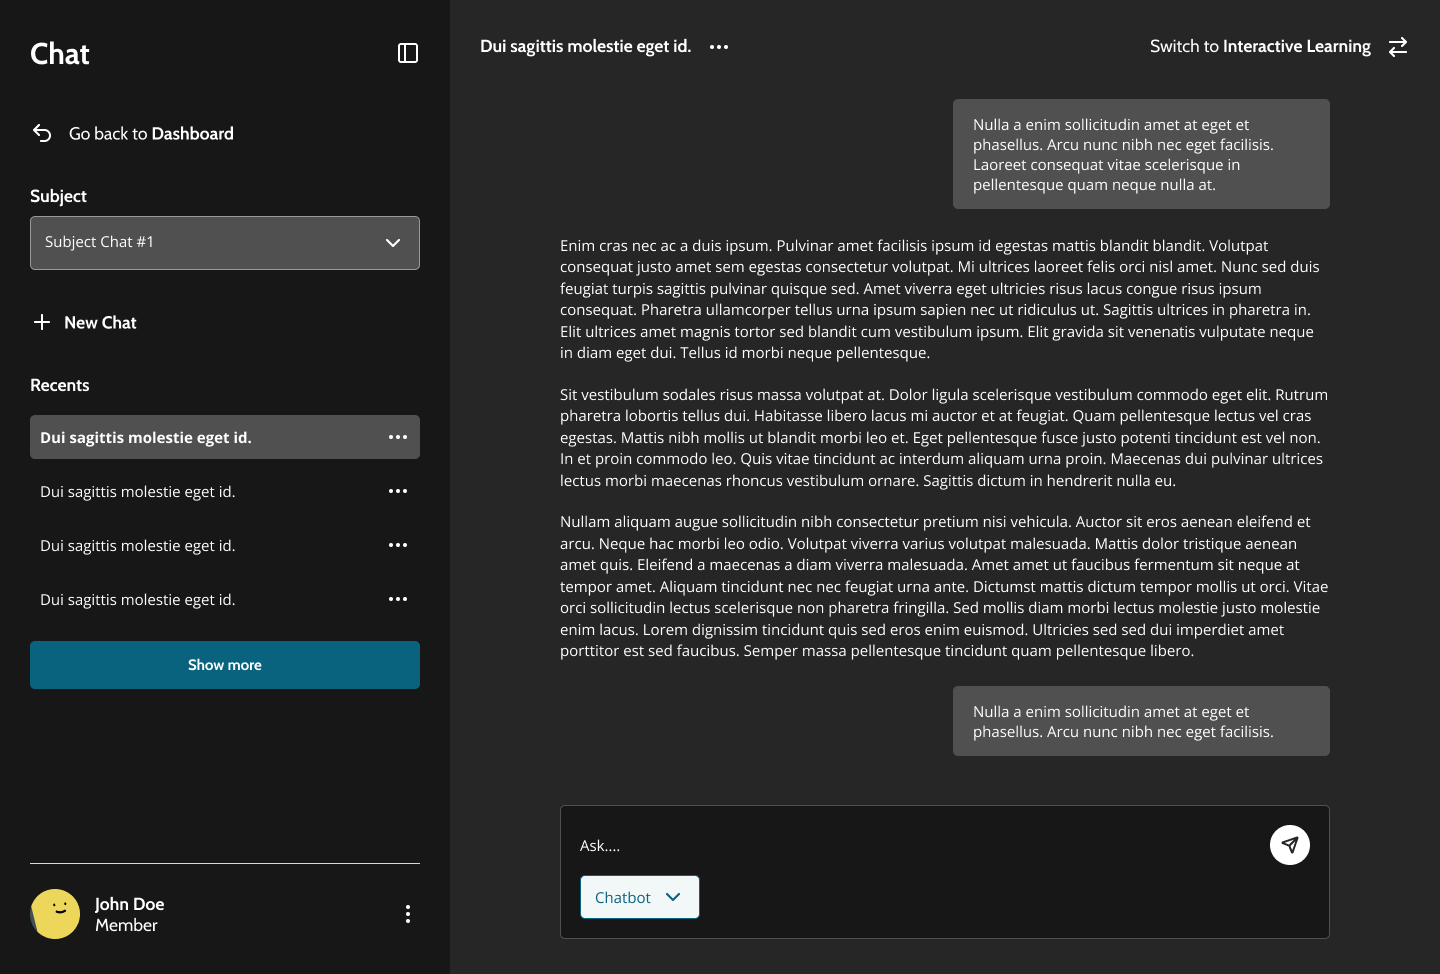 Chat
Go back to Dashboard
Subject
Subject Chat #1
New Chat
Recents
Dui sagittis molestie eget id.
Dui sagittis molestie eget id.
Dui sagittis molestie eget id.
Dui sagittis molestie eget id.
Show more
John Doe
Member
Dui sagittis molestie eget id.
Switch to Interactive Learning
Nulla a enim sollicitudin amet at eget et
phasellus. Arcu nunc nibh nec eget facilisis.
Laoreet consequat vitae scelerisque in
pellentesque quam neque nulla at.
Enim cras nec ac a duis ipsum. Pulvinar amet facilisis ipsum id egestas mattis blandit blandit. Volutpat
consequat justo amet sem egestas consectetur volutpat. Mi ultrices laoreet felis orci nisl amet. Nunc sed duis
feugiat turpis sagittis pulvinar quisque sed. Amet viverra eget ultricies risus lacus congue risus ipsum
consequat. Pharetra ullamcorper tellus urna ipsum sapien nec ut ridiculus ut. Sagittis ultrices in pharetra in.
Elit ultrices amet magnis tortor sed blandit cum vestibulum ipsum. Elit gravida sit venenatis vulputate neque
in diam eget dui. Tellus id morbi neque pellentesque.
Sit vestibulum sodales risus massa volutpat at. Dolor ligula scelerisque vestibulum commodo eget elit. Rutrum
pharetra lobortis tellus dui. Habitasse libero lacus mi auctor et at feugiat. Quam pellentesque lectus vel cras
egestas. Mattis nibh mollis ut blandit morbi leo et. Eget pellentesque fusce justo potenti tincidunt est vel non.
In et proin commodo leo. Quis vitae tincidunt ac interdum aliquam urna proin. Maecenas dui pulvinar ultrices
lectus morbi maecenas rhoncus vestibulum ornare. Sagittis dictum in hendrerit nulla eu.
Nullam aliquam augue sollicitudin nibh consectetur pretium nisi vehicula. Auctor sit eros aenean eleifend et
arcu. Neque hac morbi leo odio. Volutpat viverra varius volutpat malesuada. Mattis dolor tristique aenean
amet quis. Eleifend a maecenas a diam viverra malesuada. Amet amet ut faucibus fermentum sit neque at
tempor amet. Aliquam tincidunt nec nec feugiat urna ante. Dictumst mattis dictum tempor mollis ut orci. Vitae
orci sollicitudin lectus scelerisque non pharetra fringilla. Sed mollis diam morbi lectus molestie justo molestie
enim lacus. Lorem dignissim tincidunt quis sed eros enim euismod. Ultricies sed sed dui imperdiet amet
porttitor est sed faucibus. Semper massa pellentesque tincidunt quam pellentesque libero.
Nulla a enim sollicitudin amet at eget et
phasellus. Arcu nunc nibh nec eget facilisis.
Ask....
Chatbot